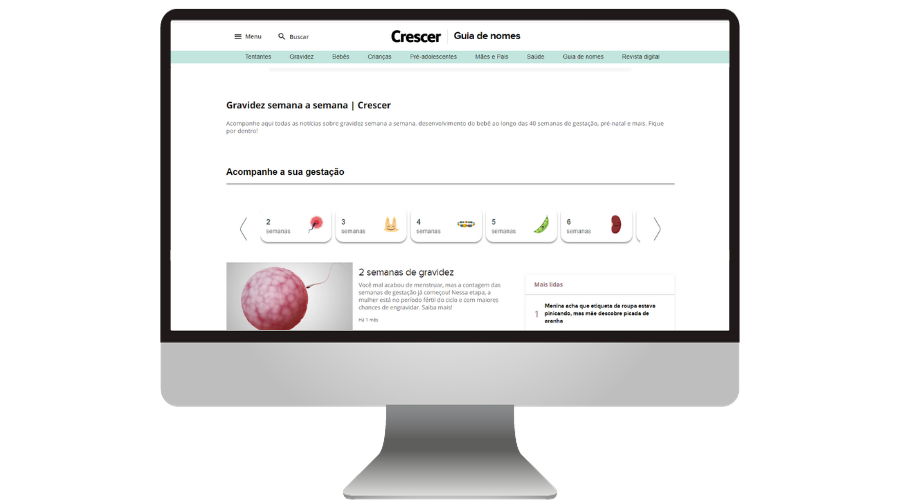 Menu
Buscar
Crescer
Guia de nomes
Tentantes
Gravidez
Bebês
Crianças
Pré-adolescentes
Mães e Pais
Saúde
Guia de nomes
Revista digital
Gravidez semana a semana | Crescer
Acompanhe aqui todas as notícias sobre gravidez semana a semana, desenvolvimento do bebê ao longo das 40 semanas de gestação, pré-natal e mais. Fique
por dentro!
Acompanhe a sua gestação
2
semanas
3
semanas
4
semanas
5
semanas
6
semanas
2 semanas de gravidez
Você mal acabou de menstruar, mas a contagem das
semanas de gestação já começou! Nessa etapa, a
mulher está no período fértil do ciclo e com maiores
chances de engravidar. Saiba mais!
Há 1 mês
Mais lidas
1
Menina acha que etiqueta da roupa estava
pinicando, mas mãe descobre picada de
aranha